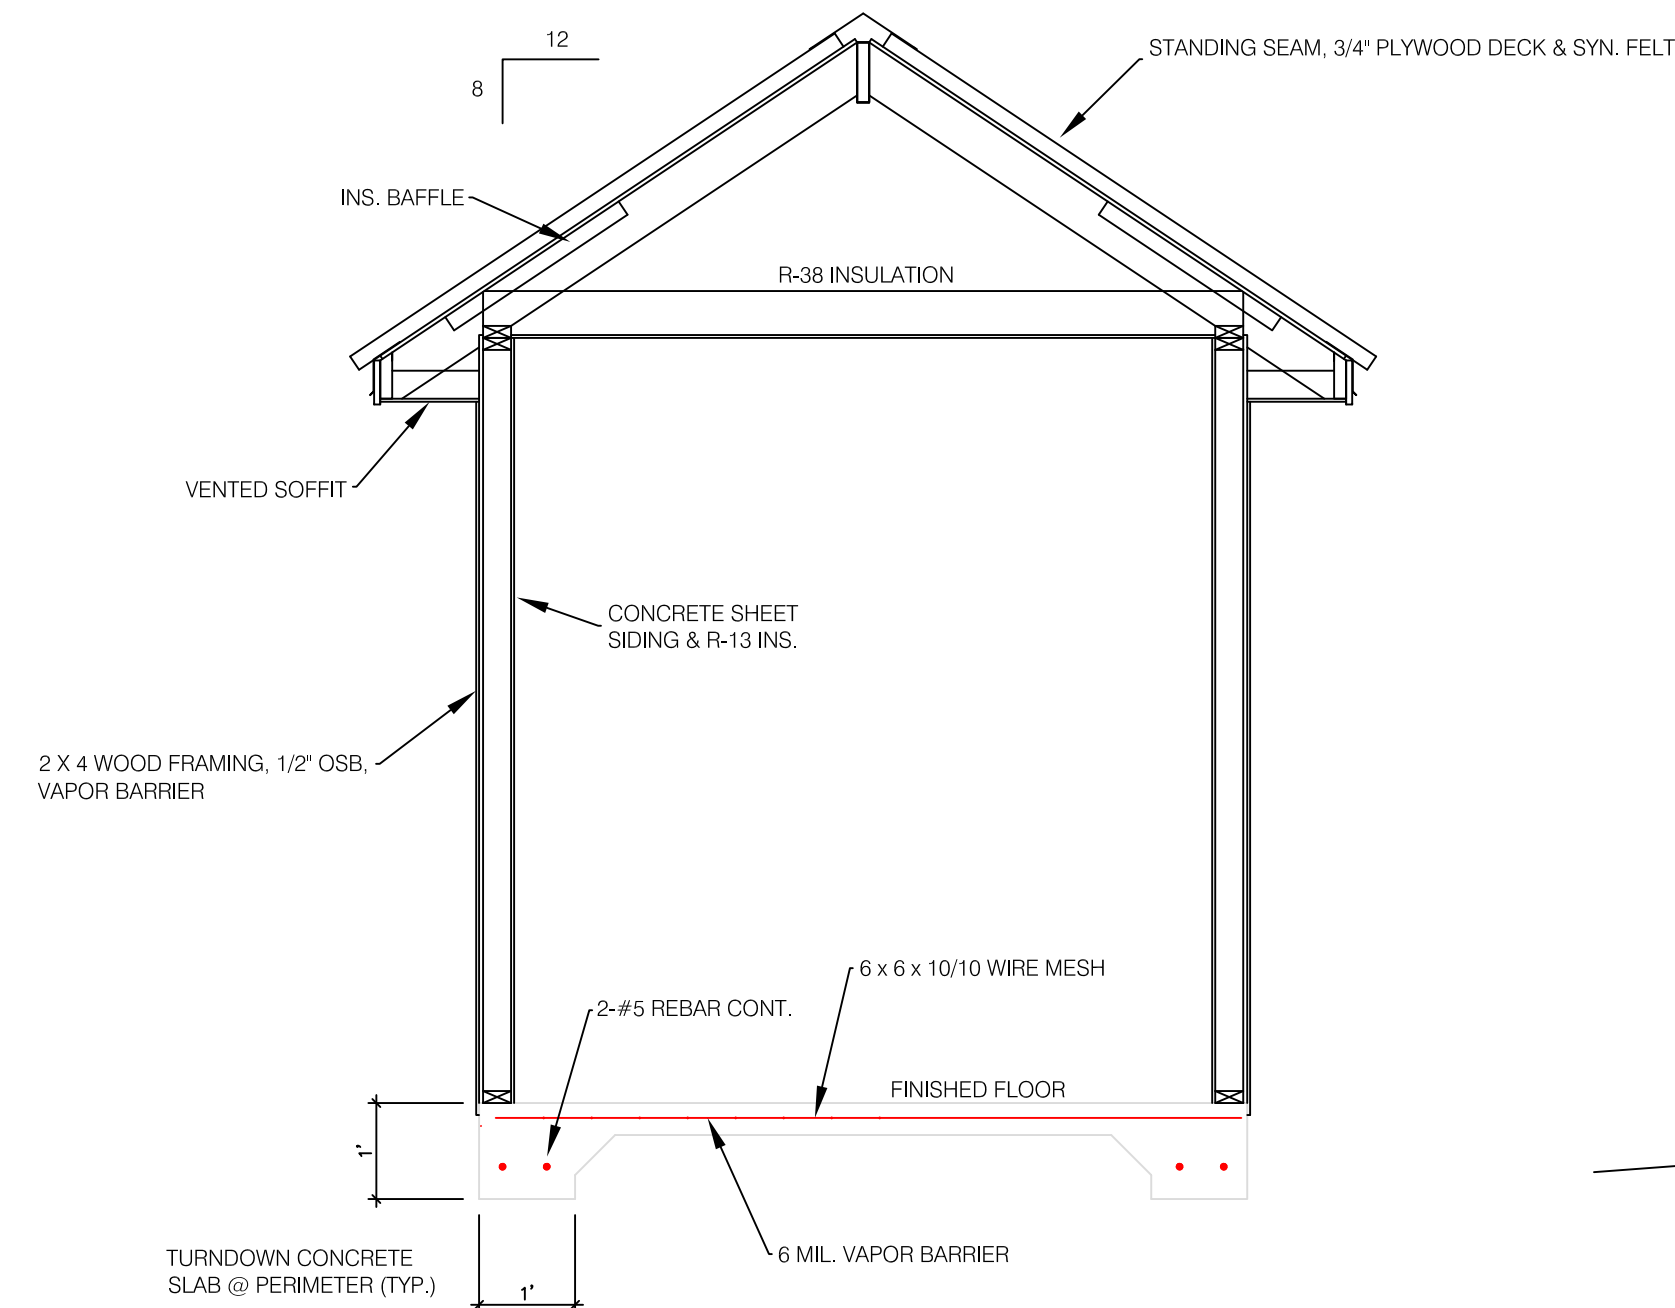 12
STANDING SEAM, 3/4" PLYWOOD DECK & SYN. FELT
8
INS. BAFFLE
R-38 INSULATION
VENTED SOFFIT
CONCRETE SHEET
SIDING & R-13 INS.
2 X 4 WOOD FRAMING, 1/2" OSB,
VAPOR BARRIER
6 x 6 x 10/10 WIRE MESH
2-#5 REBAR CONT.
FINISHED FLOOR
1'
6 MIL. VAPOR BARRIER
TURNDOWN CONCRETE
SLAB @ PERIMETER (TYP.)
1'